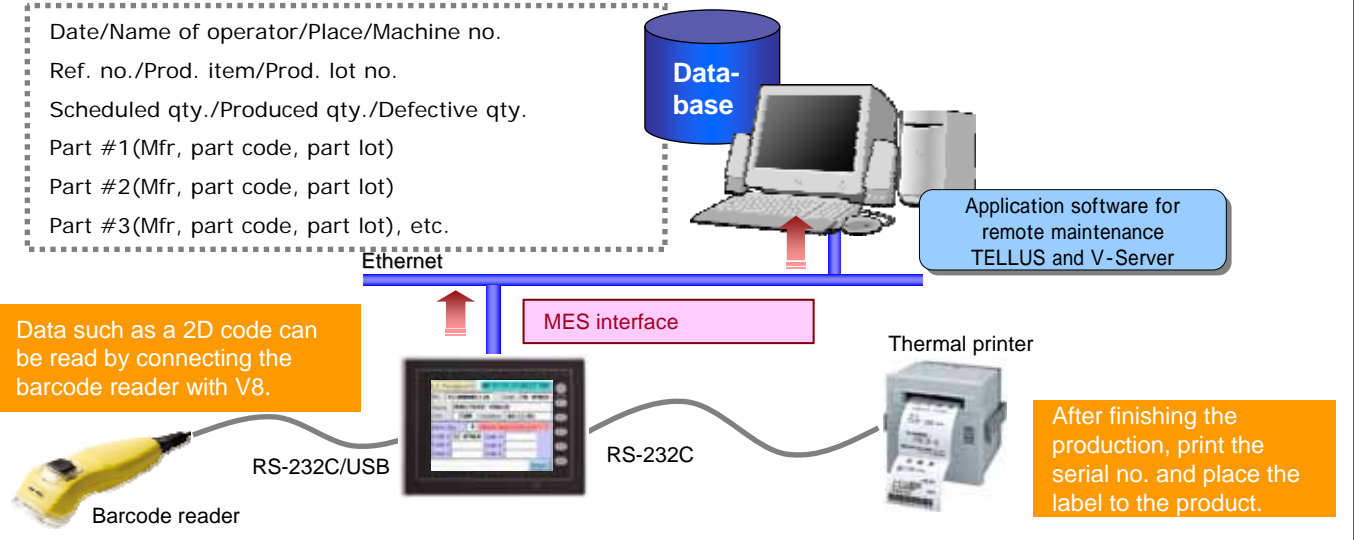 Date/Name of operator/Place/Machine no.
Ref. no./Prod. item/Prod. lot no.
Scheduled qty./Produced qty./Defective qty.
Part #1(Mfr, part code, part lot)
Part #2(Mfr, part code, part lot)
Part #3(Mfr, part code, part lot), etc.
Data-
base
Application software for
remote maintenance
TELLUS and V-Server
Ethernet
MES interface
Data such as a 2D code can
be read by connecting the
barcode reader with V8.
Thermal printer
After finishing the
production, print the
serial no. and place the
label to the product.
RS-232C/USB
RS-232C
Barcode reader